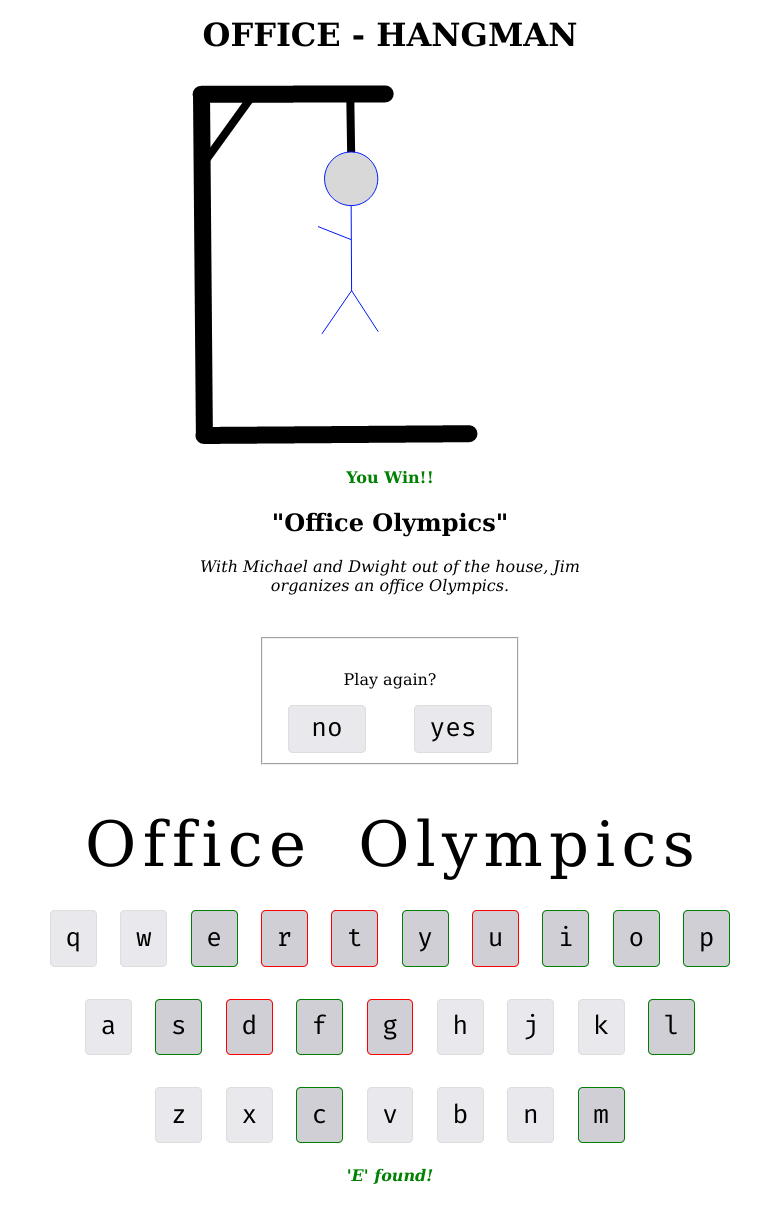 OFFICE - HANGMAN
You Win!!
"Office Olympics"
With Michael and Dwight out of the house, Jim
organizes an office Olympics.
Play again?
no yes
Office Olympics
q w e r t y u i o p
a s d f g h j k l
z x c v b n m
'E' found!